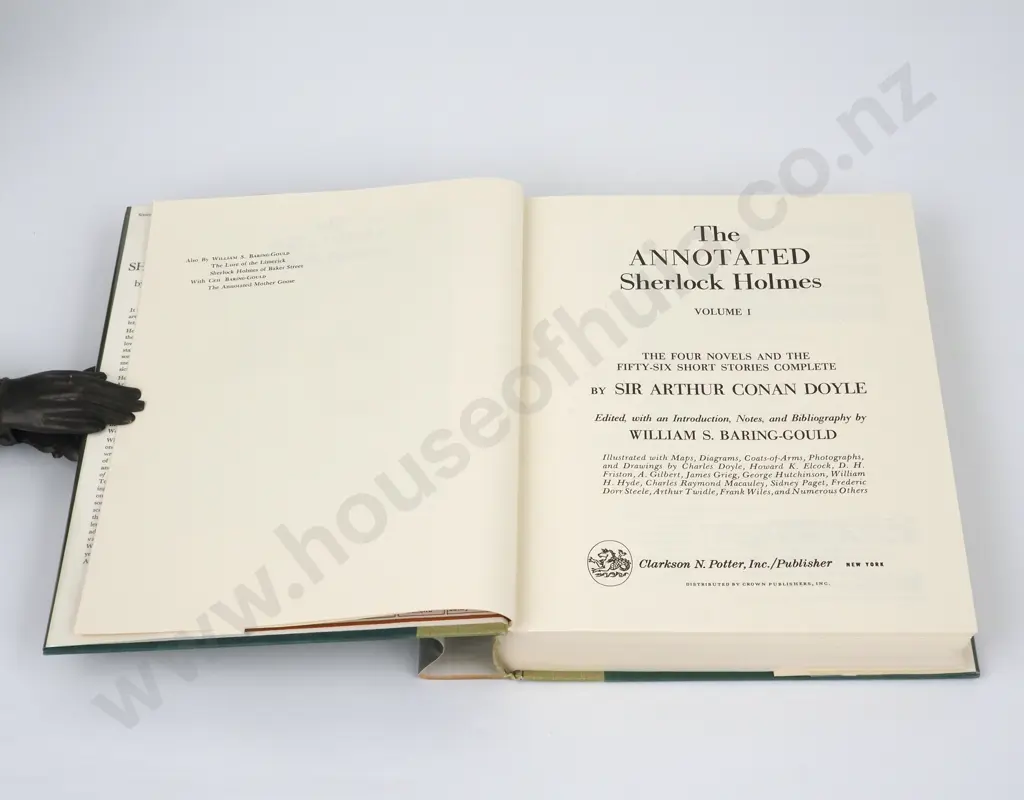 Also By WILLIAM S. BARING-GOULD
The Lure of the Limerick
Sherlock Holmes of Baker Street
With CEIL BARING-GOULD
The Annotated Mother Goose
The
ANNOTATED
Sherlock Holmes
VOLUME I
THE FOUR NOVELS AND THE
FIFTY-SIX SHORT STORIES COMPLETE
BY SIR ARTHUR CONAN DOYLE
Edited, with an Introduction, Notes, and Bibliography by
WILLIAM S. BARING-GOULD
Illustrated with Maps, Diagrams, Coats-of-Arms, Photographs,
and Drawings by Charles Doyle, Howard K. Elcock, D. H.
Friston, A. Gilbert, James Greig, George Hutchinson, William
H. Hyde, Charles Raymond Macauley, Sidney Paget, Frederic
Dorr Steele, Arthur Twidle, Frank Wiles, and Numerous Others
Clarkson N. Potter, Inc./Publisher NEW YORK
DISTRIBUTED BY CROWN PUBLISHERS, INC.
www.houseofhulo.co.nz